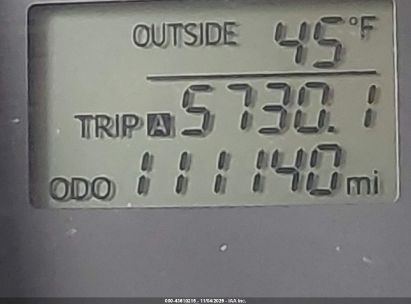 OUTSIDE 45°F
TRIP A 5730.1
ODO 111140 mi